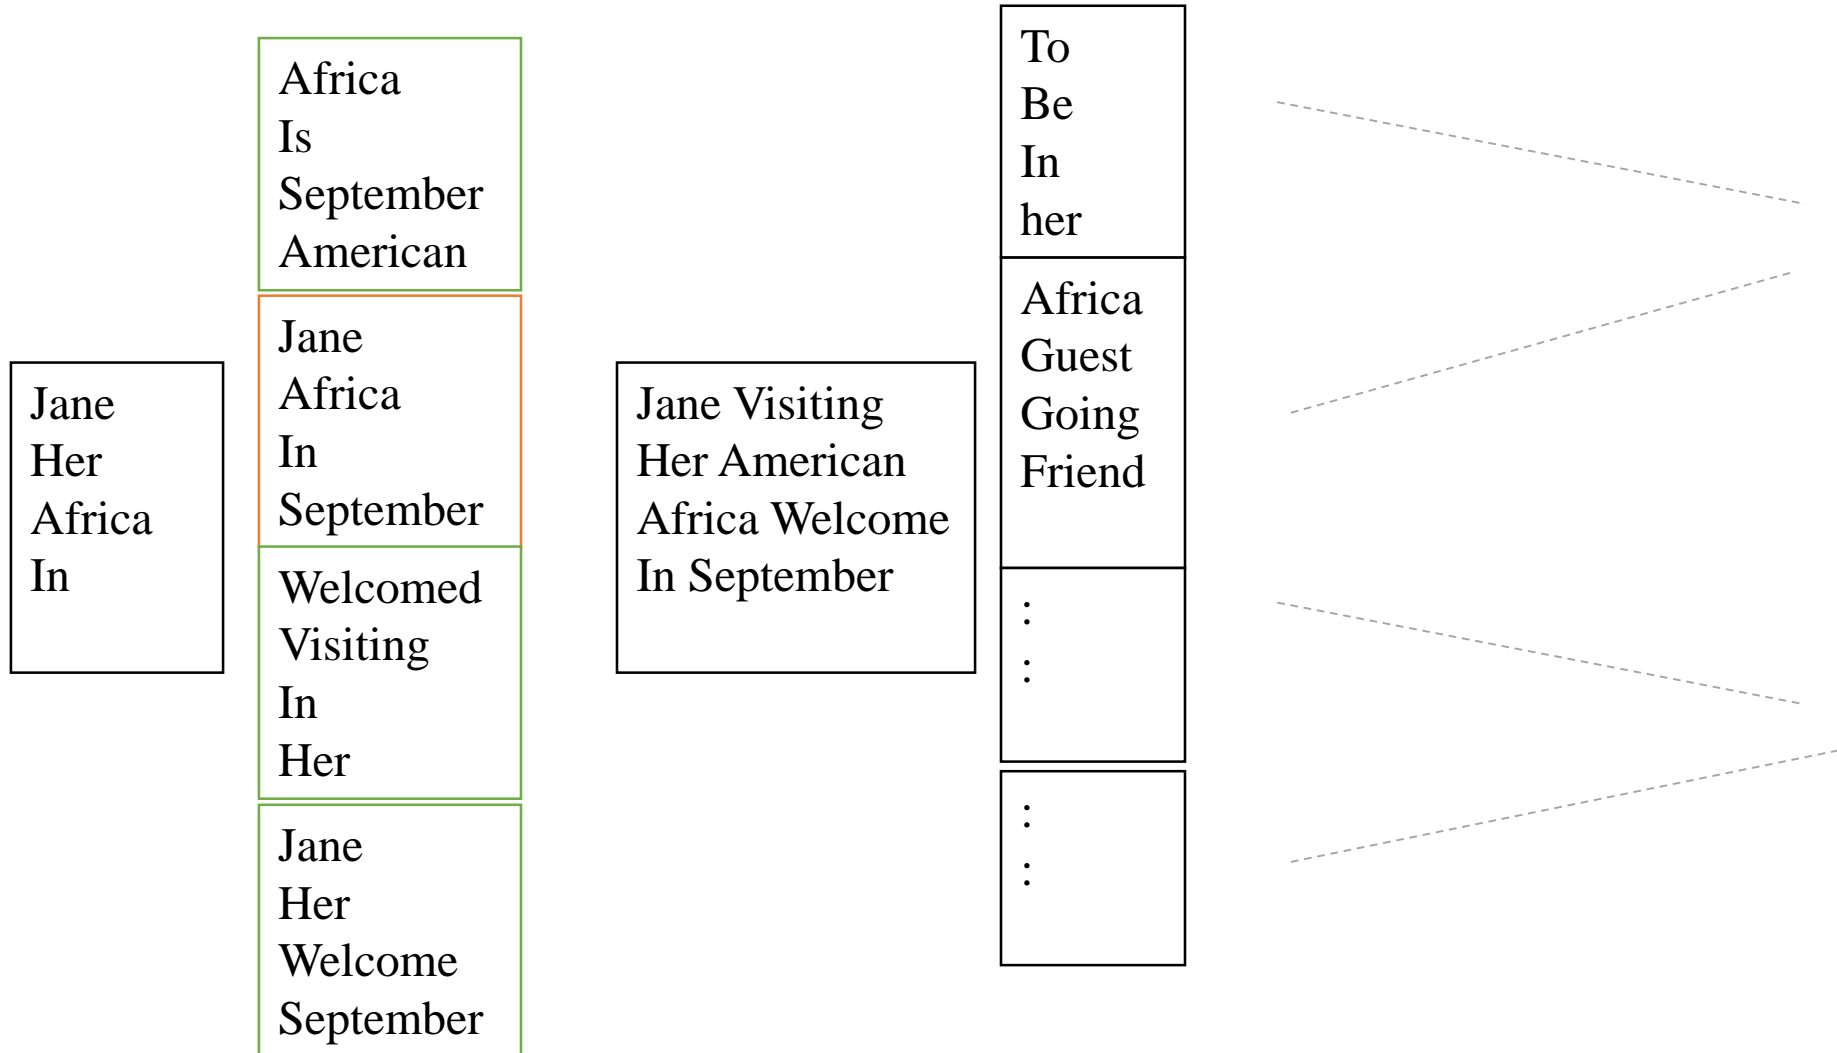 Jane
Her
Africa
In
Africa
Is
September
American
Jane
Africa
In
September
Welcomed
Visiting
In
Her
Jane
Her
Welcome
September
Jane Visiting
Her American
Africa Welcome
In September
To
Be
In
her
Africa
Guest
Going
Friend
:
:
:
: